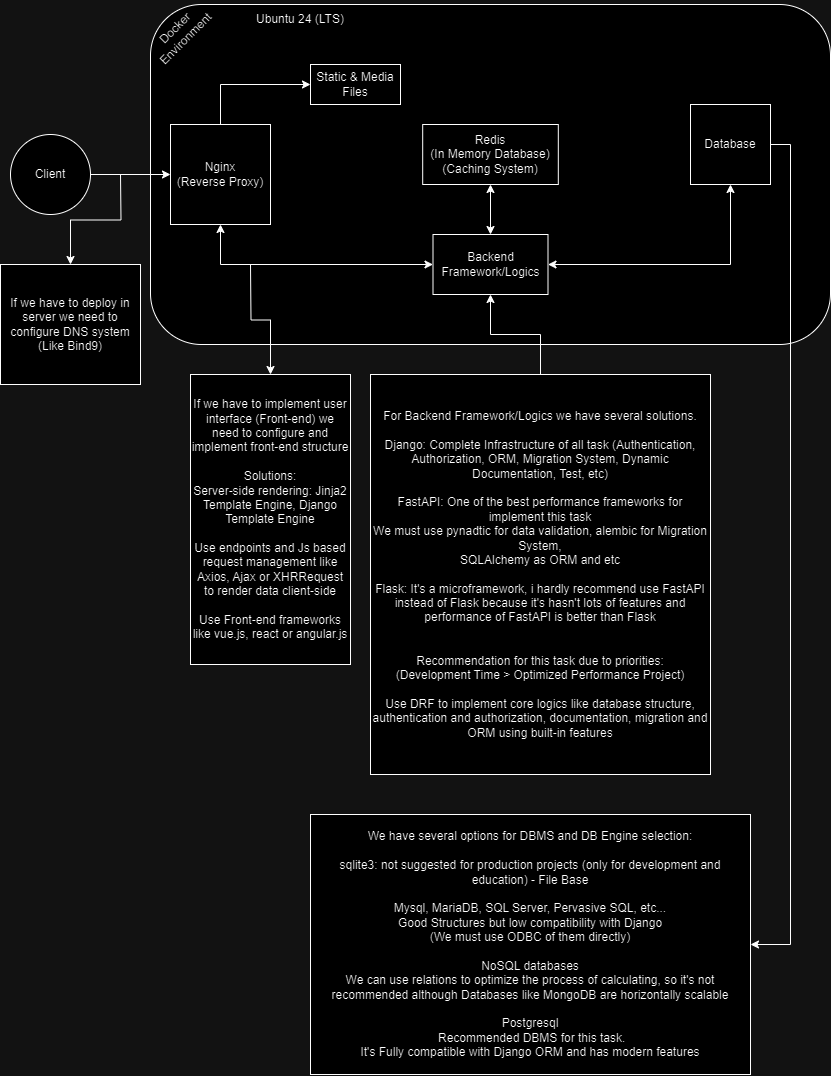 Docker
Environment
Ubuntu 24 (LTS)
Static & Media
Files
Client
Nginx
(Reverse Proxy)
Redis
(In Memory Database)
(Caching System)
Database
Backend
Framework/Logics
If we have to deploy in
server we need to
configure DNS system
(Like Bind9)
If we have to implement user
interface (Front-end) we
need to configure and
implement front-end structure
Solutions:
Server-side rendering: Jinja2
Template Engine, Django
Template Engine
Use endpoints and Js based
request management like
Axios, Ajax or XHRRequest
to render data client-side
Use Front-end frameworks
like vue.js, react or angular.js
For Backend Framework/Logics we have several solutions.
Django: Complete Infrastructure of all task (Authentication,
Authorization, ORM, Migration System, Dynamic
Documentation, Test, etc)
FastAPI: One of the best performance frameworks for
implement this task
We must use pynadtic for data validation, alembic for Migration
System,
SQLAlchemy as ORM and etc
Flask: It's a microframework, i hardly recommend use FastAPI
instead of Flask because it's hasn't lots of features and
performance of FastAPI is better than Flask
Recommendation for this task due to priorities:
(Development Time > Optimized Performance Project)
Use DRF to implement core logics like database structure,
authentication and authorization, documentation, migration and
ORM using built-in features
We have several options for DBMS and DB Engine selection:
sqlite3: not suggested for production projects (only for development and
education) - File Base
Mysql, MariaDB, SQL Server, Pervasive SQL, etc...
Good Structures but low compatibility with Django
(We must use ODBC of them directly)
NoSQL databases
We can use relations to optimize the process of calculating, so it's not
recommended although Databases like MongoDB are horizontally scalable
Postgresql
Recommended DBMS for this task.
It's Fully compatible with Django ORM and has modern features